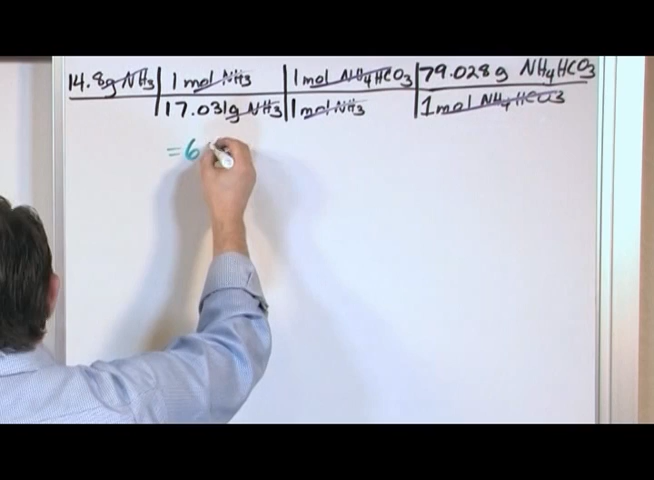 14.8g NH3 | 1 mol NH3 | 1 mol NH4HCO3 | 79.028g NH4HCO3
17.031g NH3 | 1 mol NH3 | 1 mol NH4HCO3
= 6